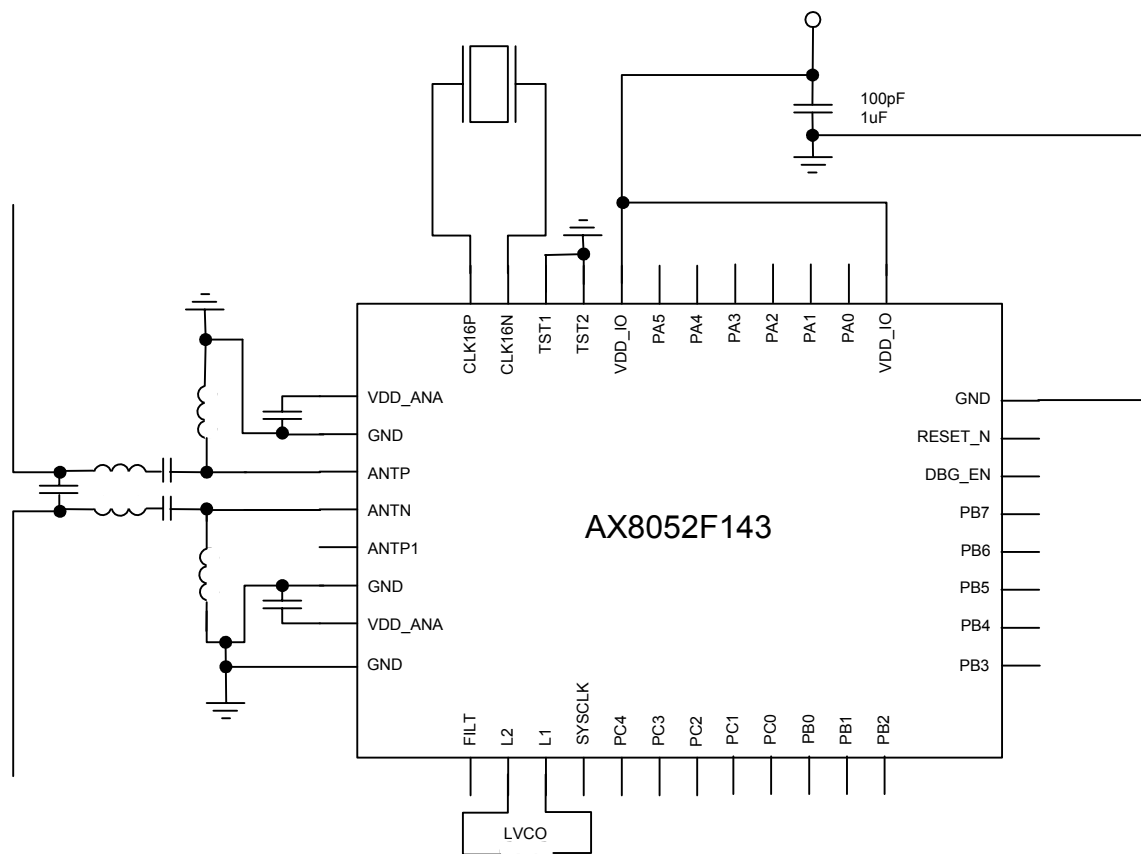 100pF
1uF
CLK16P
CLK16N
TST1
TST2
VDD_IO
PA5
PA4
PA3
PA2
PA1
PA0
VDD_IO
VDD_ANA
GND
ANTP
ANTN
ANTP1
GND
VDD_ANA
GND
AX8052F143
GND
RESET_N
DBG_EN
PB7
PB6
PB5
PB4
PB3
FILT
L2
L1
SYSCLK
PC4
PC3
PC2
PC1
PC0
PB0
PB1
PB2
LVCO